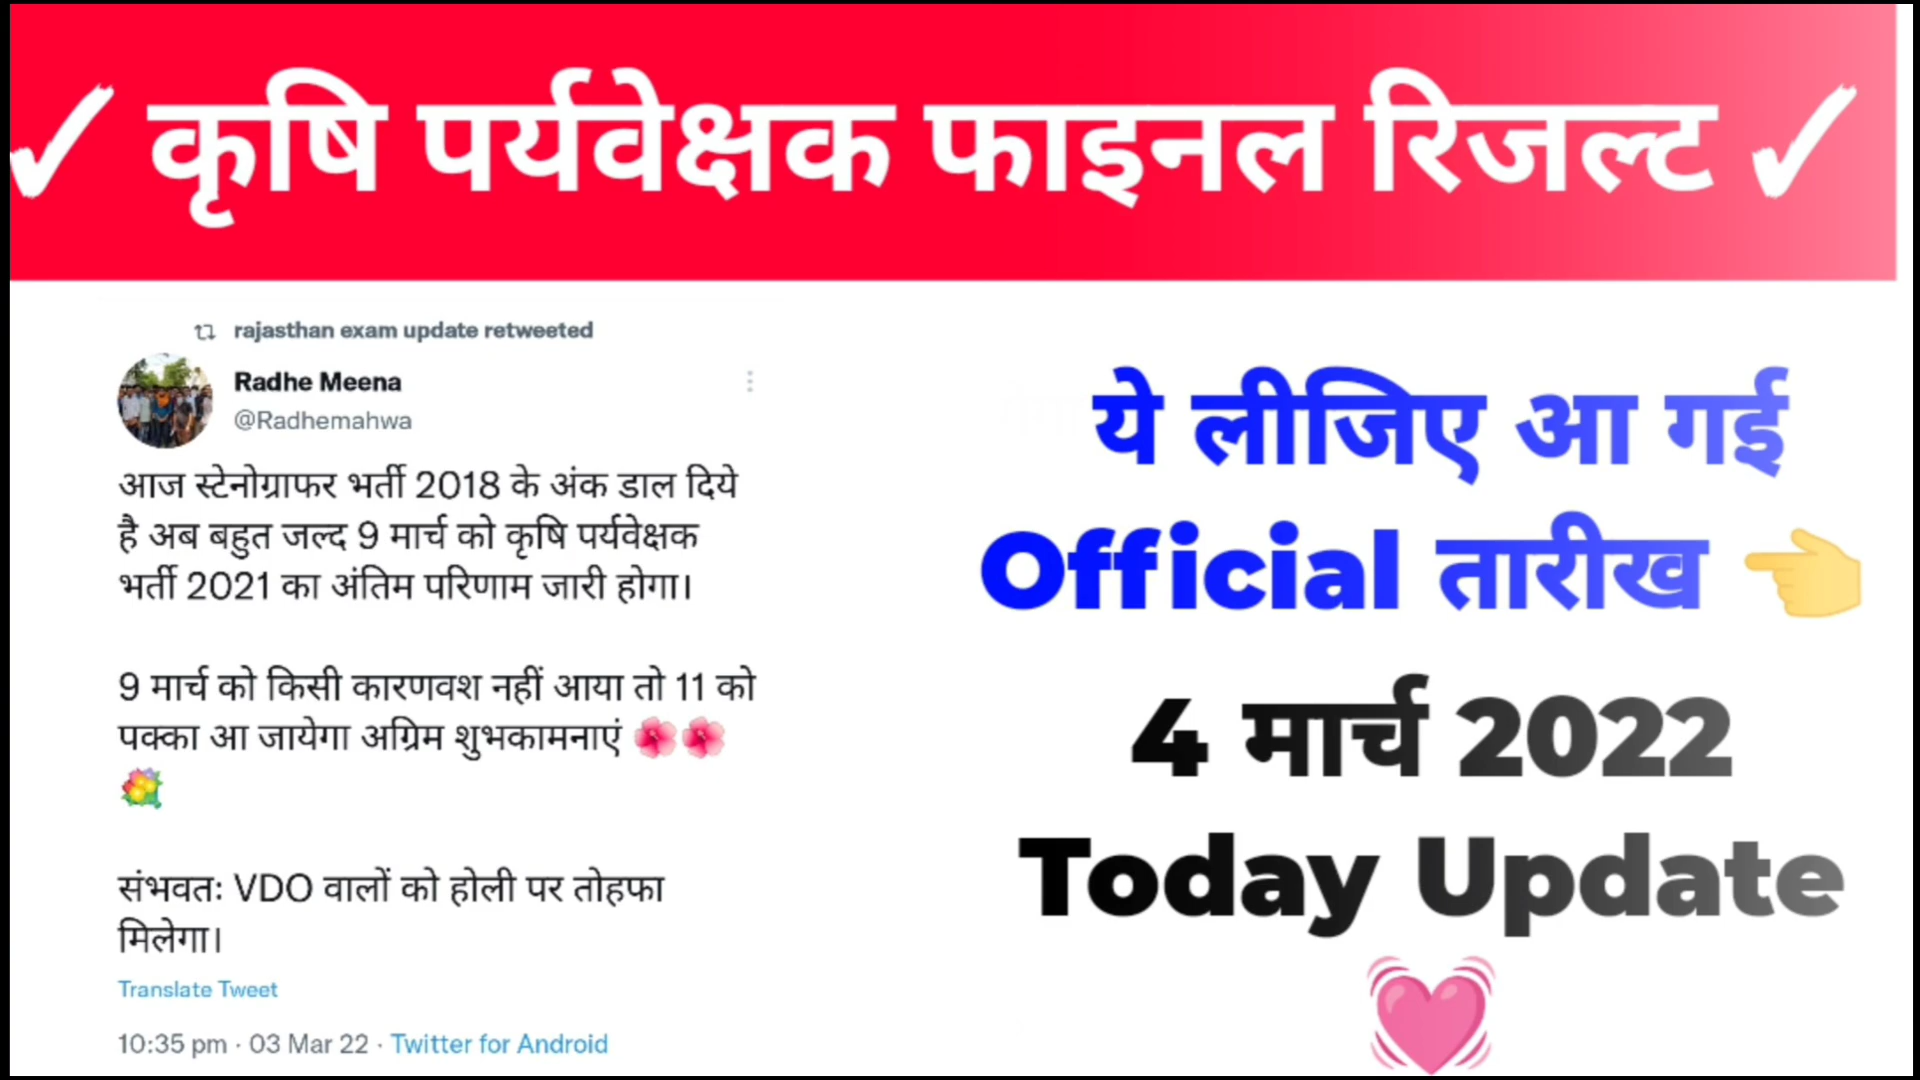 ✓ कृषि पर्यवेक्षक फाइनल रिजल्ट ✓
rajasthan exam update retweeted
Radhe Meena
@Radhemahwa
आज स्टेनोग्राफर भर्ती 2018 के अंक डाल दिये
है अब बहुत जल्द 9 मार्च को कृषि पर्यवेक्षक
भर्ती 2021 का अंतिम परिणाम जारी होगा।
9 मार्च को किसी कारणवश नहीं आया तो 11 को
पक्का आ जायेगा अग्रिम शुभकामनाएं 🌺🌺
💐
संभवतः VDO वालों को होली पर तोहफा
मिलेगा।
Translate Tweet
10:35 pm · 03 Mar 22 · Twitter for Android
ये लीजिए आ गई
Official तारीख 👈
4 मार्च 2022
Today Update
💓